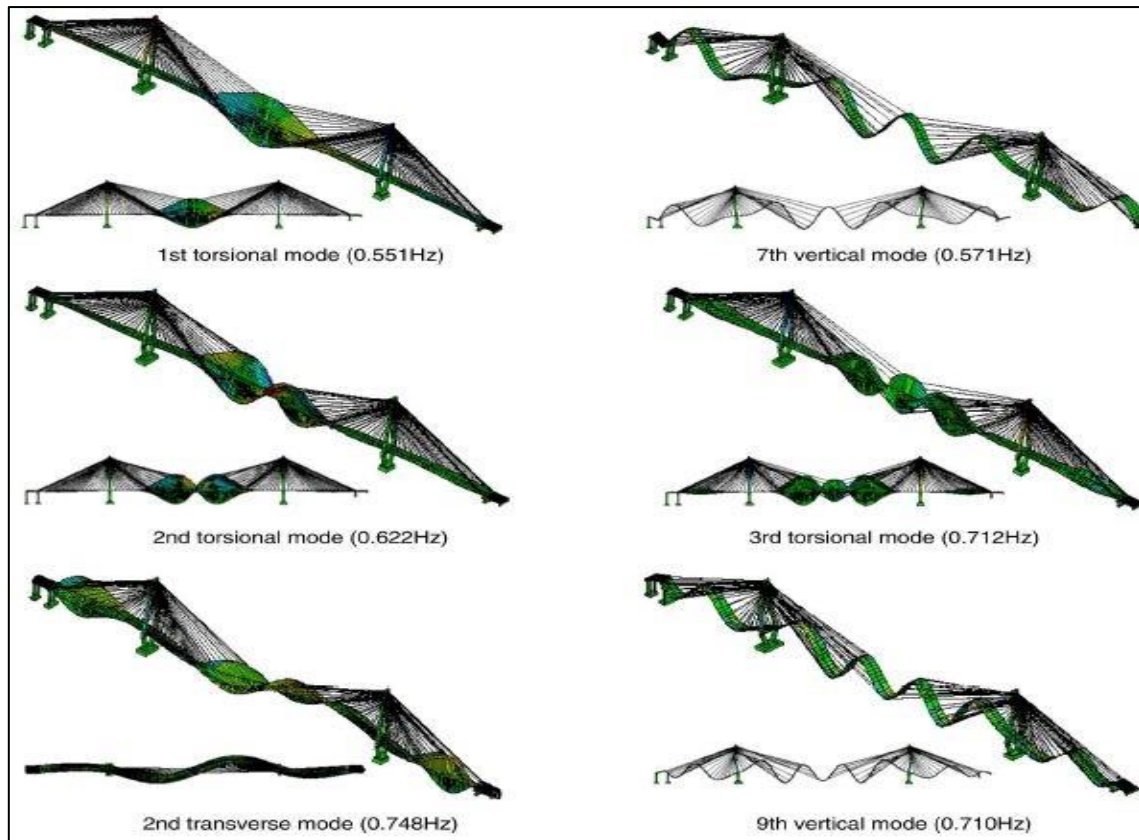 1st torsional mode (0.551Hz)
7th vertical mode (0.571Hz)
2nd torsional mode (0.622Hz)
3rd torsional mode (0.712Hz)
2nd transverse mode (0.748Hz)
9th vertical mode (0.710Hz)